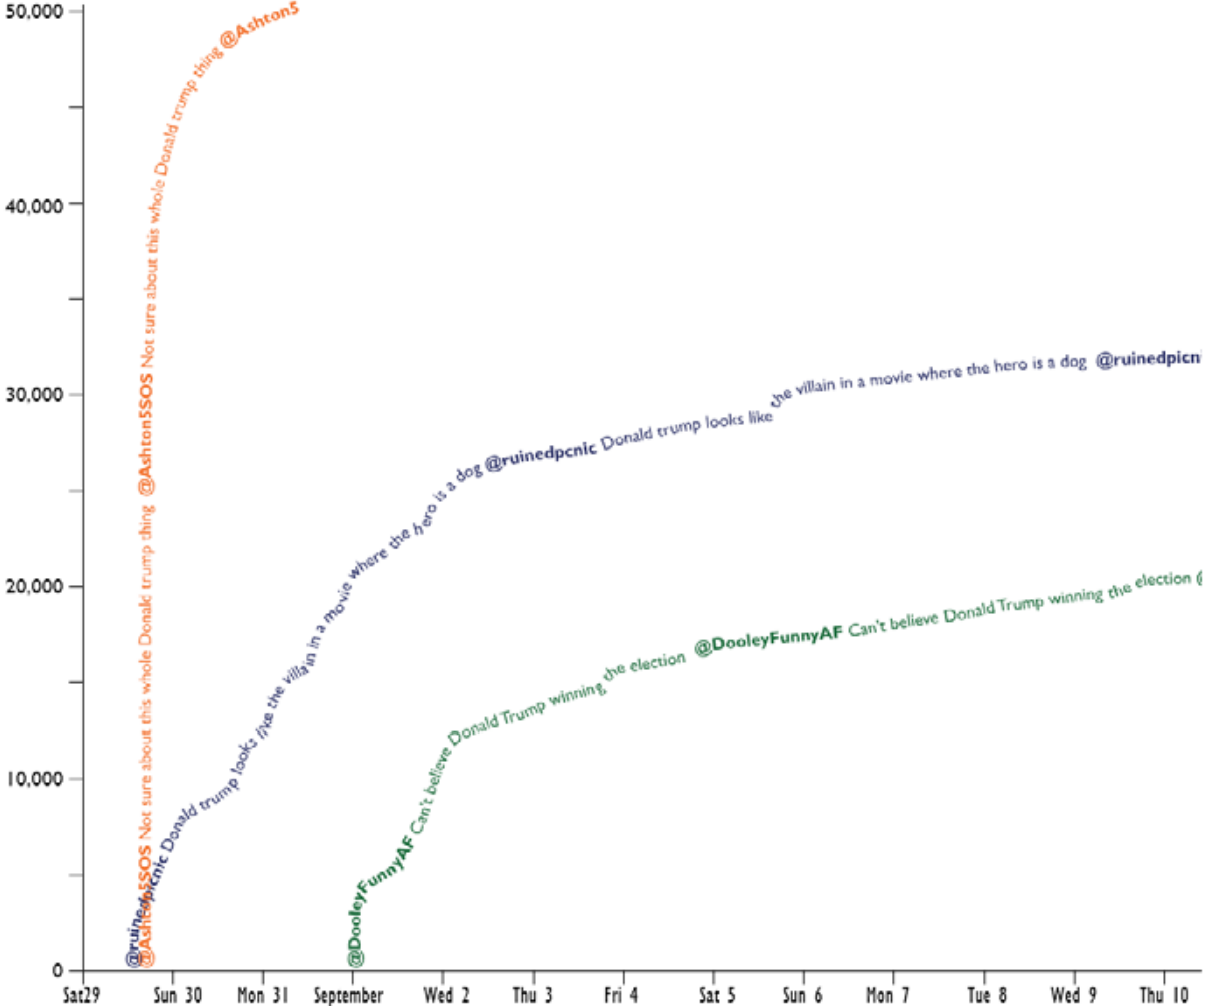 50,000
40,000
30,000
20,000
10,000
0
@Ashton5SOS Not sure about this whole Donald trump thing @Ashton5SOS Not sure about this whole Donald trump thing @Ashton5
@ruinedpicnic Donald trump looks like the villain in a movie where the hero is a dog @ruinedpcnic Donald trump looks like the villain in a movie where the hero is a dog @ruinedpicn
@DooleyFunnyAF Can't believe Donald Trump winning the election @DooleyFunnyAF Can't believe Donald Trump winning the election @
Sat29 Sun 30 Mon 31 September Wed 2 Thu 3 Fri 4 Sat 5 Sun 6 Mon 7 Tue 8 Wed 9 Thu 10